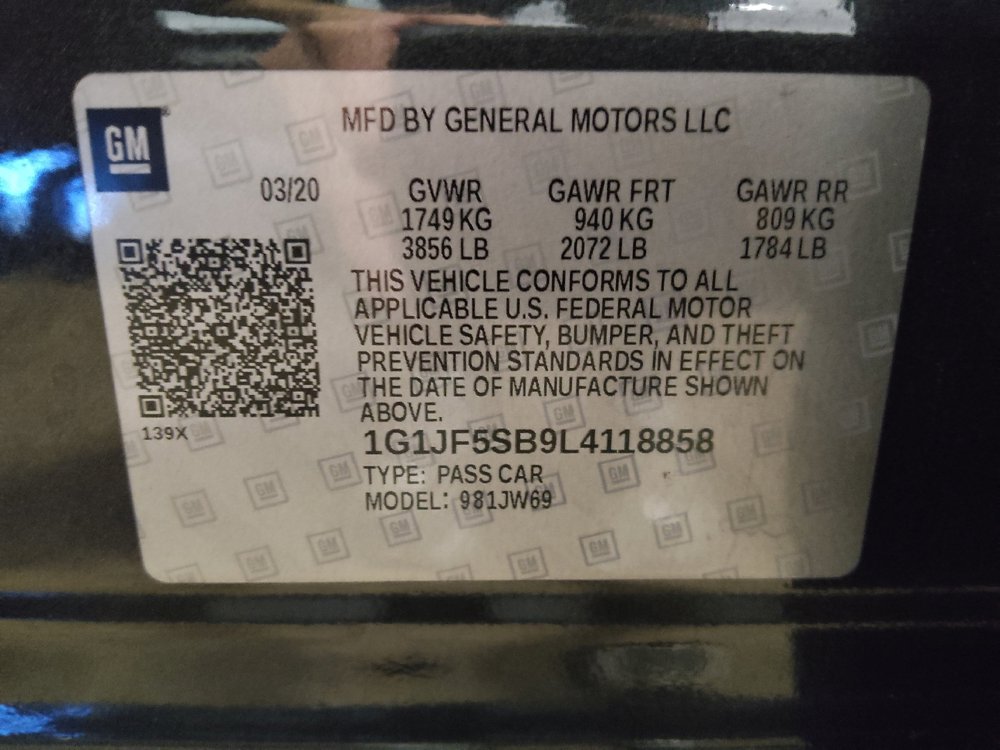 GM
MFD BY GENERAL MOTORS LLC
03/20 GVWR GAWR FRT GAWR RR
1749 KG 940 KG 809 KG
3856 LB 2072 LB 1784 LB
THIS VEHICLE CONFORMS TO ALL
APPLICABLE U.S. FEDERAL MOTOR
VEHICLE SAFETY, BUMPER, AND THEFT
PREVENTION STANDARDS IN EFFECT ON
THE DATE OF MANUFACTURE SHOWN
ABOVE.
139X
1G1JF5SB9L4118858
TYPE: PASS CAR
MODEL: 981JW69